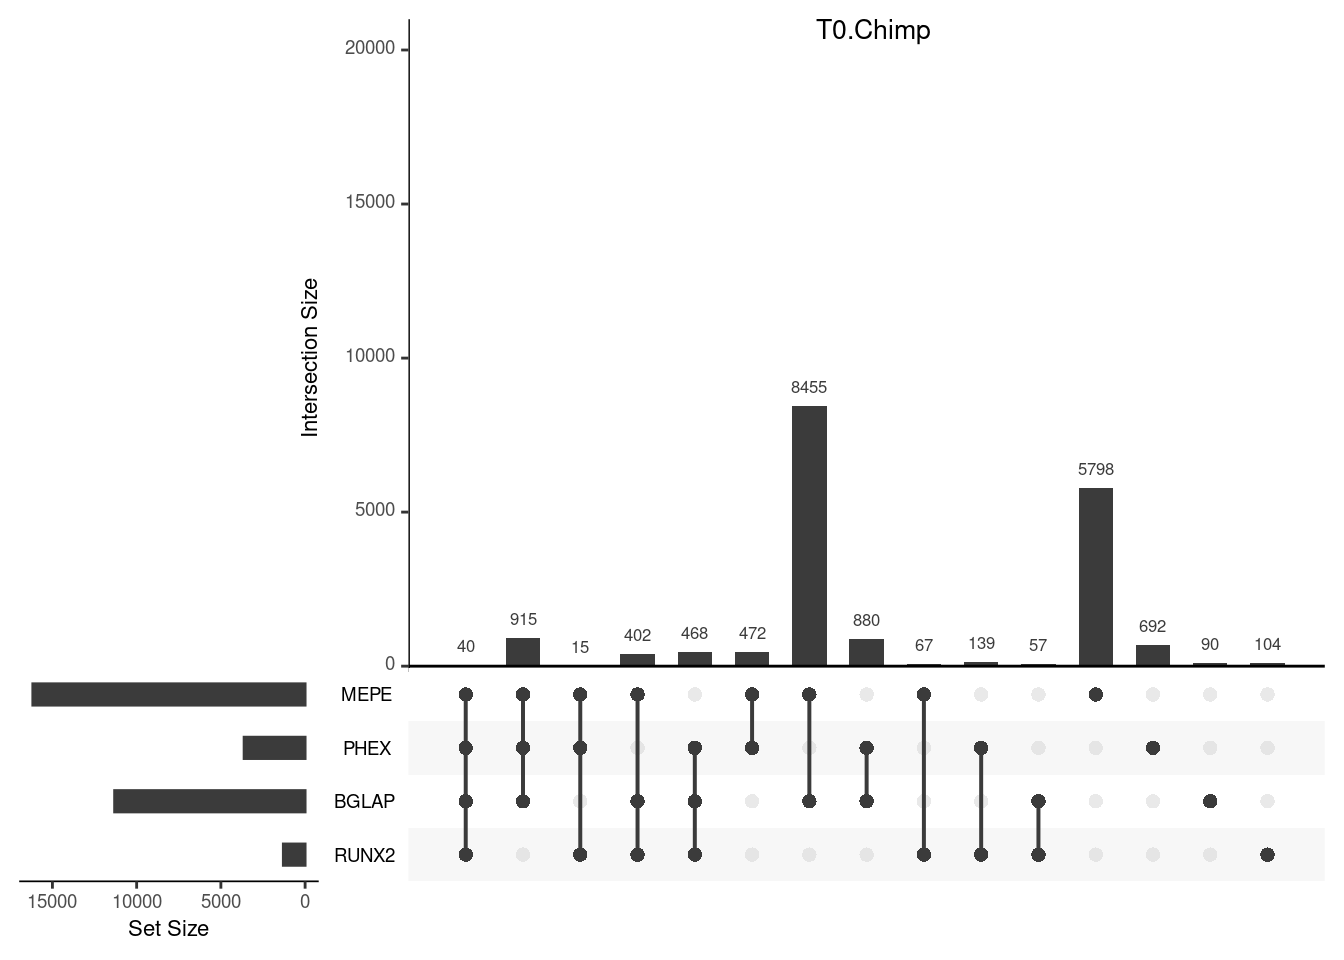 T0.Chimp
20000
15000
10000
5000
0
Intersection Size
40 915 15 402 468 472 8455 880 67 139 57 5798 692 90 104
MEPE
PHEX
BGLAP
RUNX2
15000 10000 5000 0
Set Size